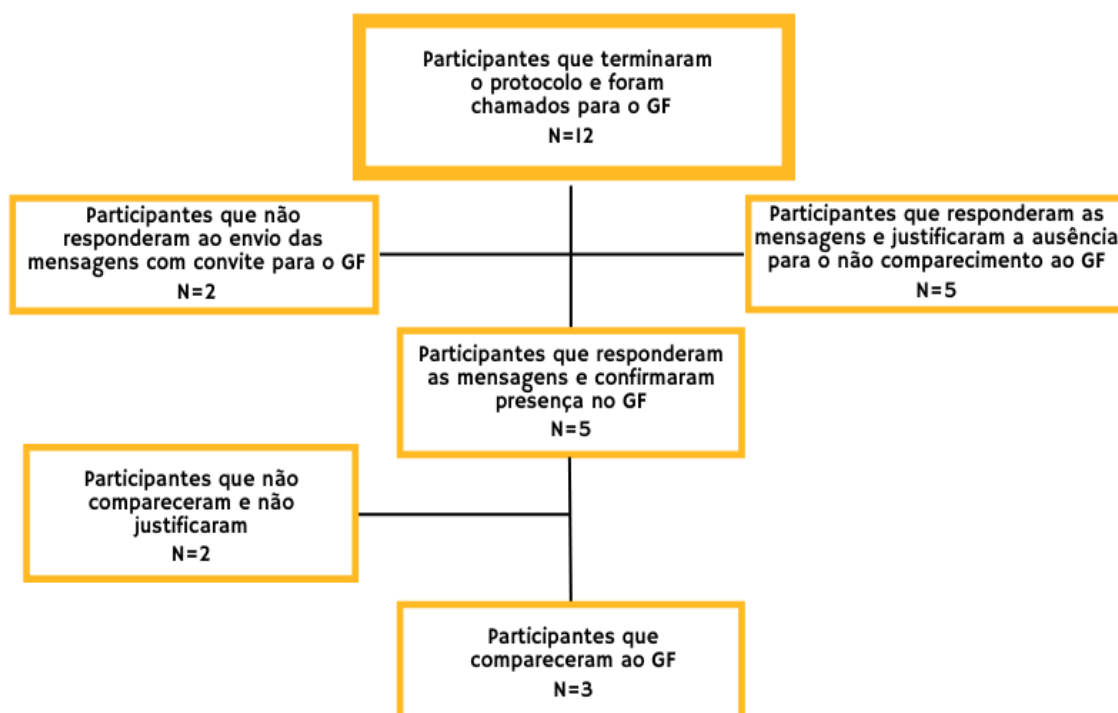 Participantes que terminaram
o protocolo e foram
chamados para o GF
N=12
Participantes que não
responderam ao envio das
mensagens com convite para o GF
N=2
Participantes que responderam as
mensagens e justificaram a ausência
para o não comparecimento ao GF
N=5
Participantes que responderam
as mensagens e confirmaram
presença no GF
N=5
Participantes que não
compareceram e não
justificaram
N=2
Participantes que
compareceram ao GF
N=3